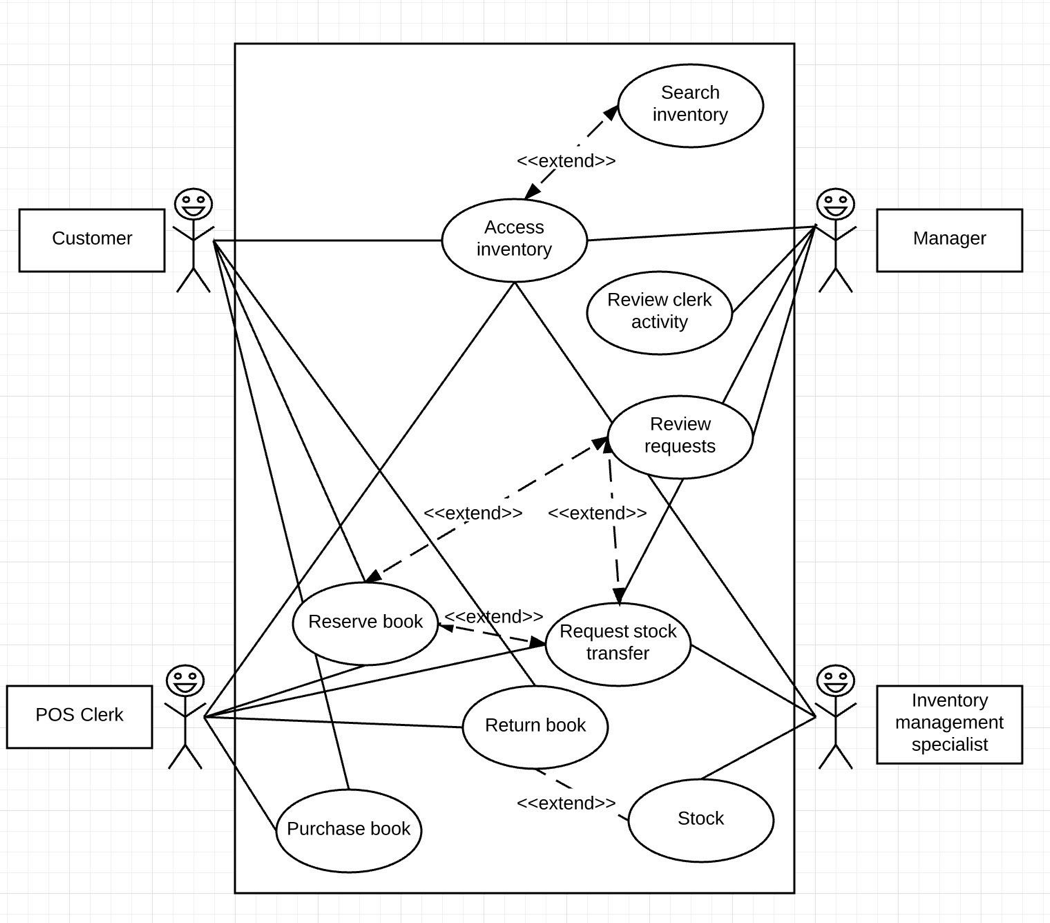 Search
inventory
<<extend>>
Customer
Access
inventory
Manager
Review clerk
activity
Review
requests
<<extend>>
<<extend>>
Reserve book
<<extend>>
Request stock
transfer
POS Clerk
Return book
Inventory
management
specialist
<<extend>>
Stock
Purchase book